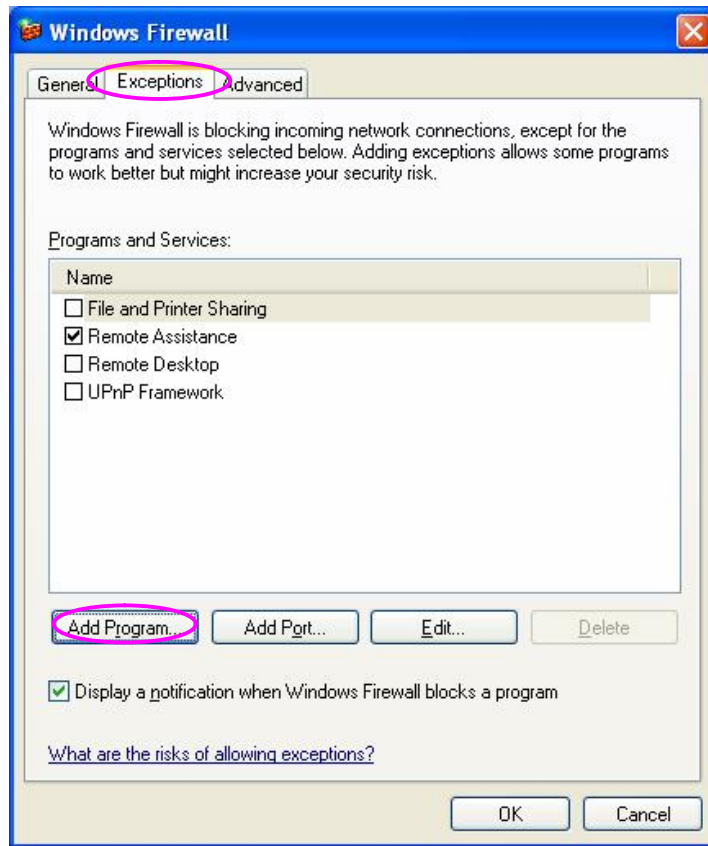 Windows Firewall
General Exceptions Advanced
Windows Firewall is blocking incoming network connections, except for the
programs and services selected below. Adding exceptions allows some programs
to work better but might increase your security risk.
Programs and Services:
Name
File and Printer Sharing
Remote Assistance
Remote Desktop
UPnP Framework
Add Program... Add Port... Edit... Delete
Display a notification when Windows Firewall blocks a program
What are the risks of allowing exceptions?
OK Cancel